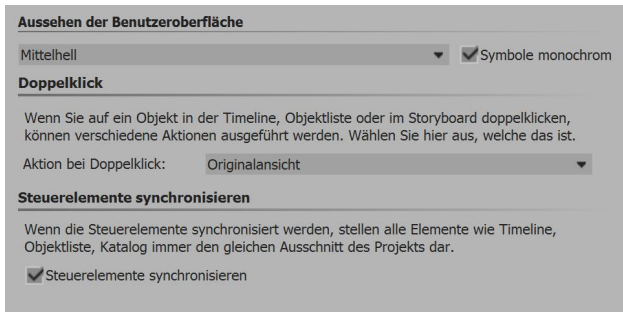 Aussehen der Benutzeroberfläche
Mittelhell Symbole monochrom
Doppelklick
Wenn Sie auf ein Objekt in der Timeline, Objektliste oder im Storyboard doppelklicken,
können verschiedene Aktionen ausgeführt werden. Wählen Sie hier aus, welche das ist.
Aktion bei Doppelklick: Originalansicht
Steuerelemente synchronisieren
Wenn die Steuerelemente synchronisiert werden, stellen alle Elemente wie Timeline,
Objektliste, Katalog immer den gleichen Ausschnitt des Projekts dar.
Steuerelemente synchronisieren